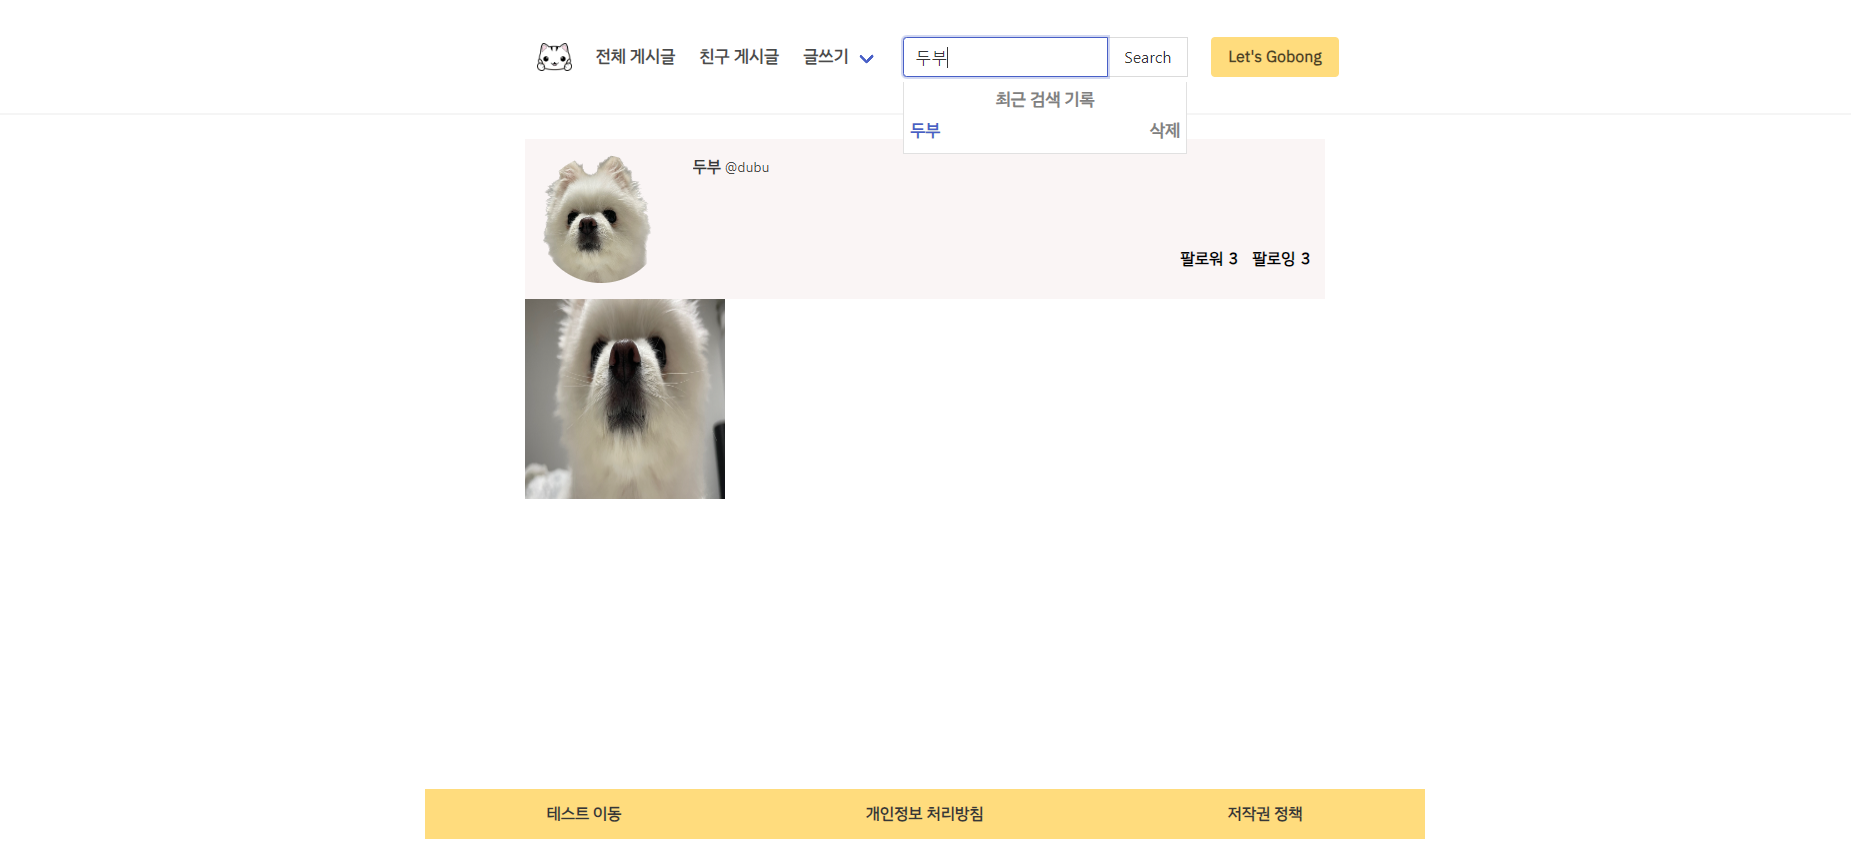 전체 게시글 친구 게시글 글쓰기 두부 Search Let's Gobong
최근 검색 기록
두부 삭제
두부 @dubu
팔로워 3 팔로잉 3
테스트 이동 개인정보 처리방침 저작권 정책